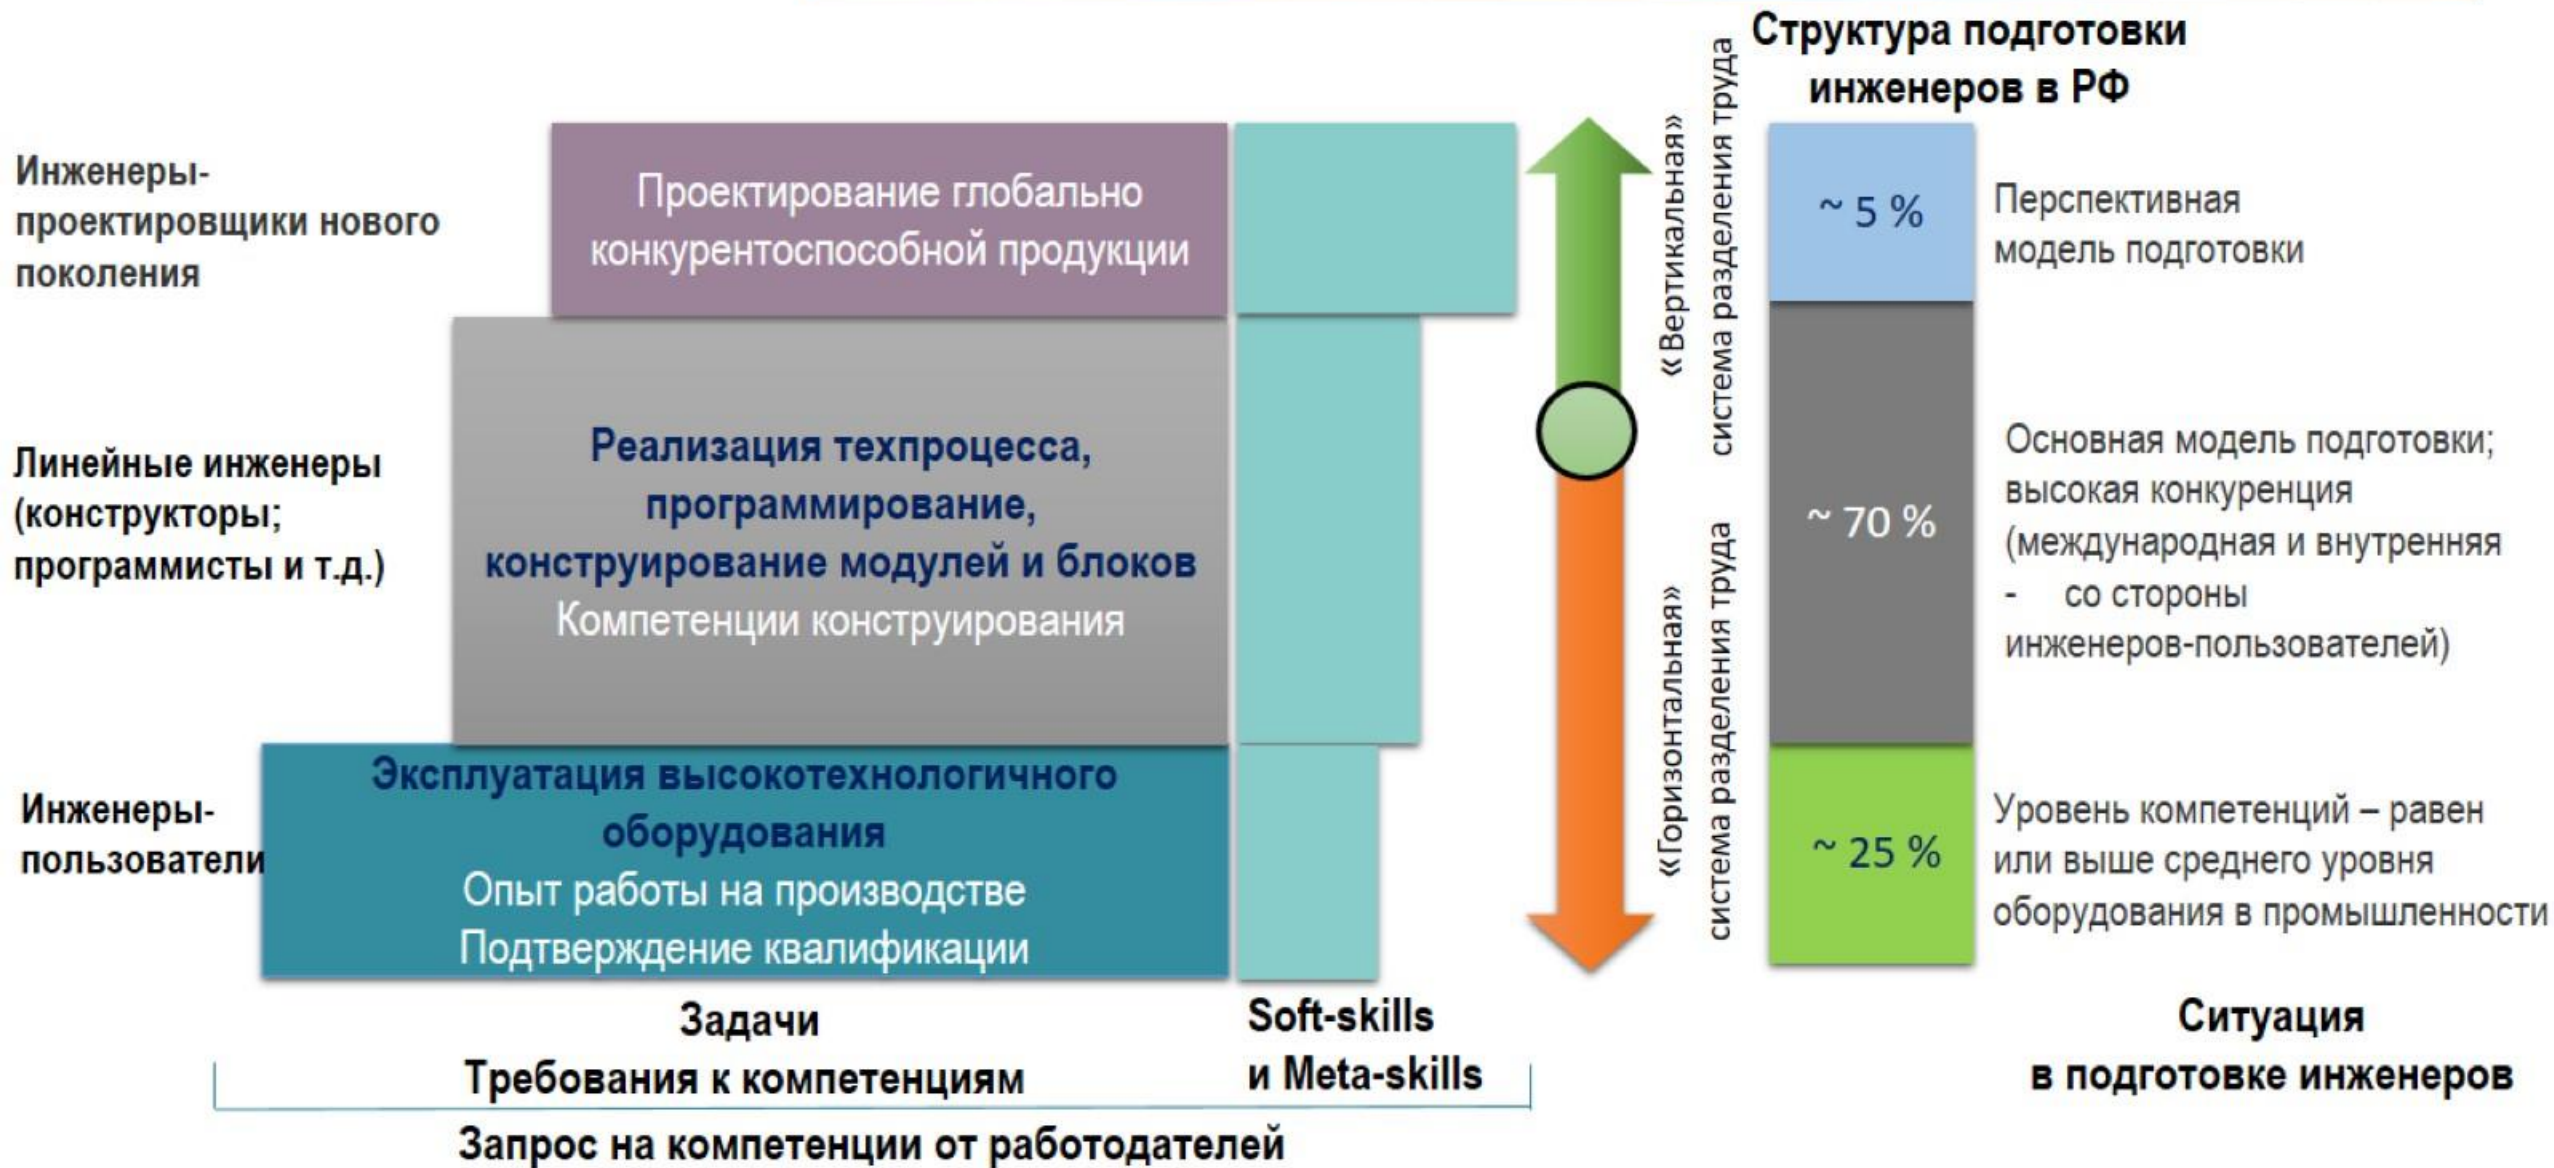 Структура подготовки
инженеров в РФ
Инженеры-
проектировщики нового
поколения
Проектирование глобально
конкурентоспособной продукции
«Вертикальная»
система разделения труда
~ 5 %
Перспективная
модель подготовки
Линейные инженеры
(конструкторы;
программисты и т.д.)
Реализация техпроцесса,
программирование,
конструирование модулей и блоков
Компетенции конструирования
~ 70 %
Основная модель подготовки;
высокая конкуренция
(международная и внутренняя
- со стороны
инженеров-пользователей)
«Горизонтальная»
система разделения труда
Инженеры-
пользователи
Эксплуатация высокотехнологичного
оборудования
Опыт работы на производстве
Подтверждение квалификации
~ 25 %
Уровень компетенций – равен
или выше среднего уровня
оборудования в промышленности
Задачи
Требования к компетенциям
Soft-skills
и Meta-skills
Запрос на компетенции от работодателей
Ситуация
в подготовке инженеров